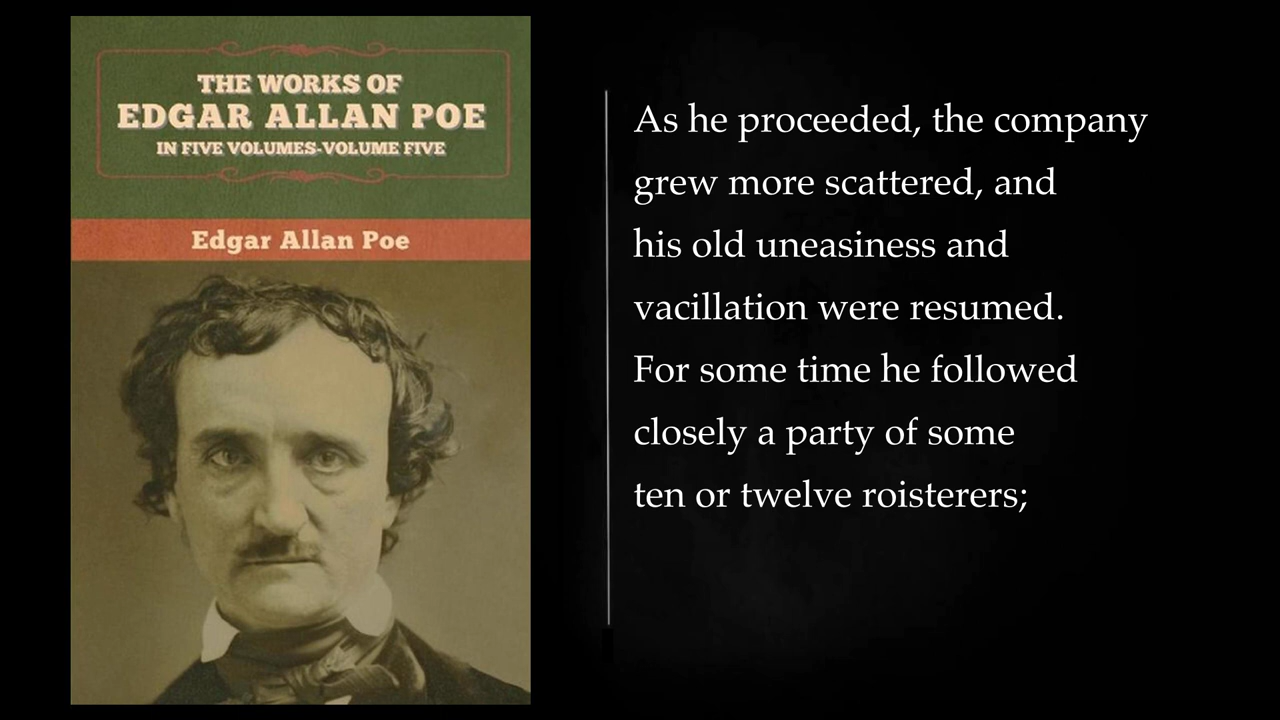 THE WORKS OF
EDGAR ALLAN POE
IN FIVE VOLUMES-VOLUME FIVE
Edgar Allan Poe
As he proceeded, the company
grew more scattered, and
his old uneasiness and
vacillation were resumed.
For some time he followed
closely a party of some
ten or twelve roisterers;